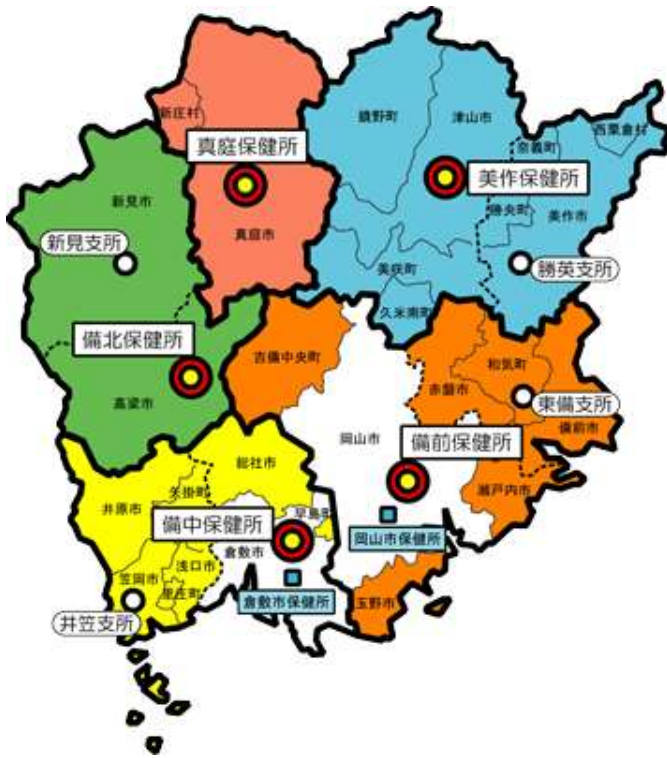 鏡野町
津山市
新庄村
西粟倉村
奈義町
真庭保健所
美作保健所
新見市
勝央町
美作市
真庭市
新見支所
勝英支所
美咲町
久米南町
備北保健所
吉備中央町
和気町
赤磐市
高梁市
東備支所
備前市
岡山市
備前保健所
総社市
瀬戸内市
矢掛町
井原市
早島町
備中保健所
岡山市保健所
倉敷市
浅口市
笠岡市
里庄町
倉敷市保健所
玉野市
井笠支所